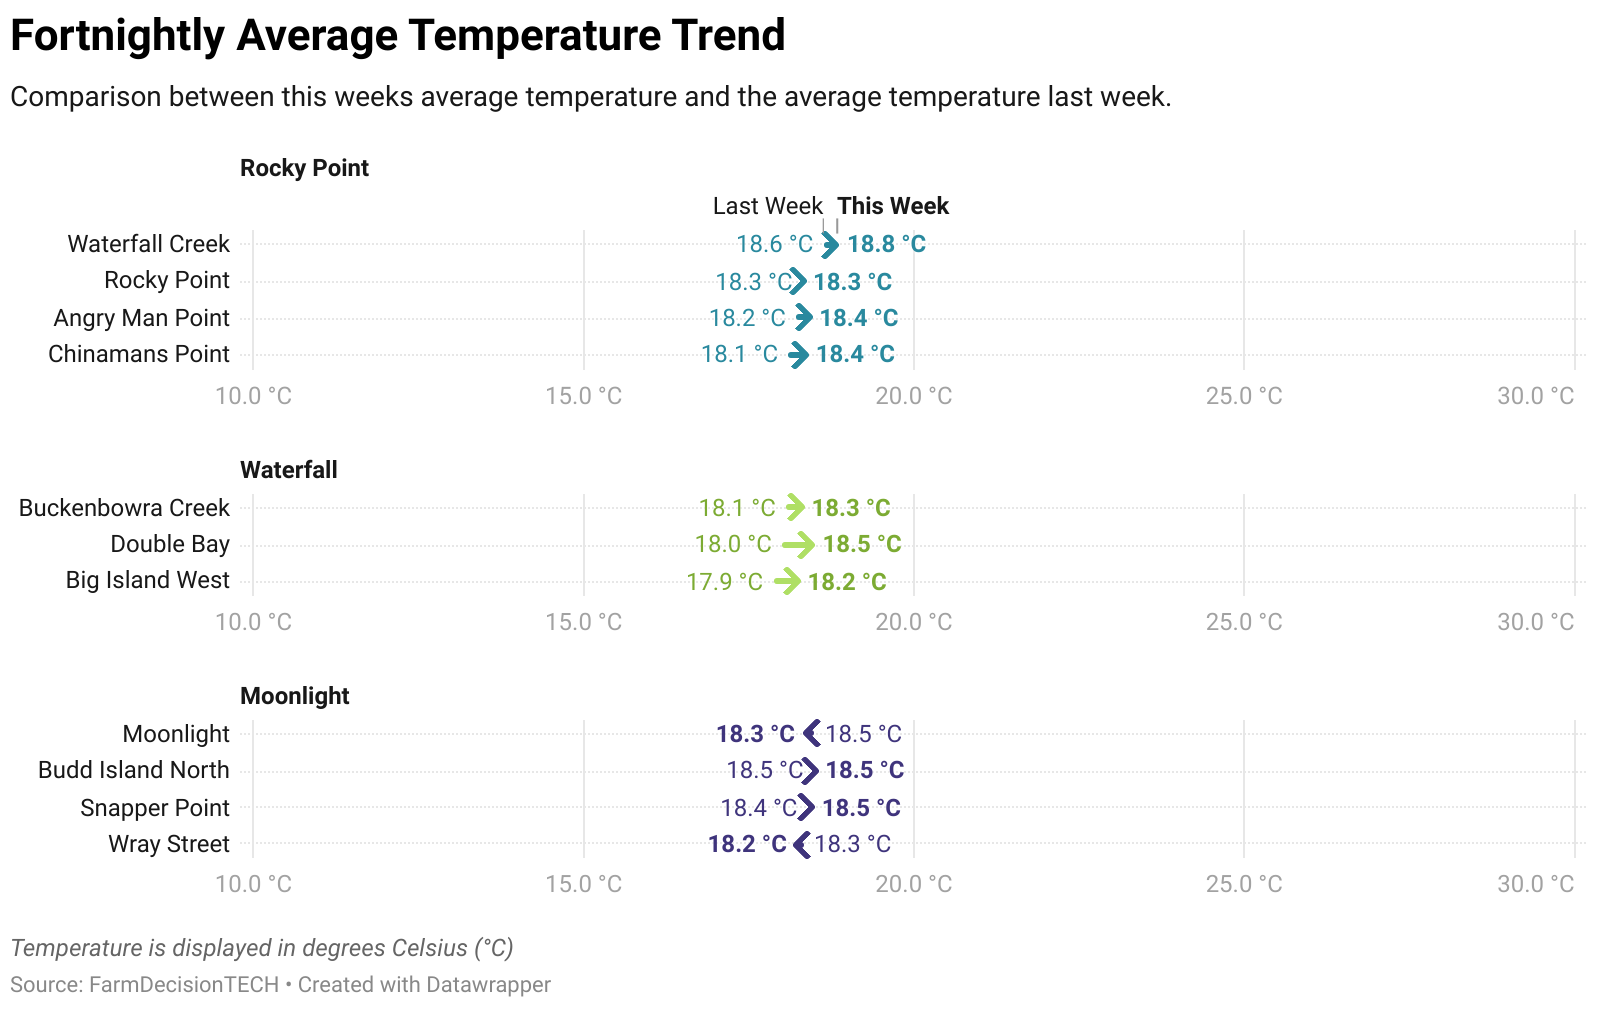 Fortnightly Average Temperature Trend
Comparison between this weeks average temperature and the average temperature last week.
Rocky Point
Last Week This Week
Waterfall Creek 18.6 °C 18.8 °C
Rocky Point 18.3 °C 18.3 °C
Angry Man Point 18.2 °C 18.4 °C
Chinamans Point 18.1 °C 18.4 °C
10.0 °C 15.0 °C 20.0 °C 25.0 °C 30.0 °C
Waterfall
Buckenbowra Creek 18.1 °C 18.3 °C
Double Bay 18.0 °C 18.5 °C
Big Island West 17.9 °C 18.2 °C
10.0 °C 15.0 °C 20.0 °C 25.0 °C 30.0 °C
Moonlight
Moonlight 18.3 °C 18.5 °C
Budd Island North 18.5 °C 18.5 °C
Snapper Point 18.4 °C 18.5 °C
Wray Street 18.2 °C 18.3 °C
10.0 °C 15.0 °C 20.0 °C 25.0 °C 30.0 °C
Temperature is displayed in degrees Celsius (°C)
Source: FarmDecisionTECH • Created with Datawrapper